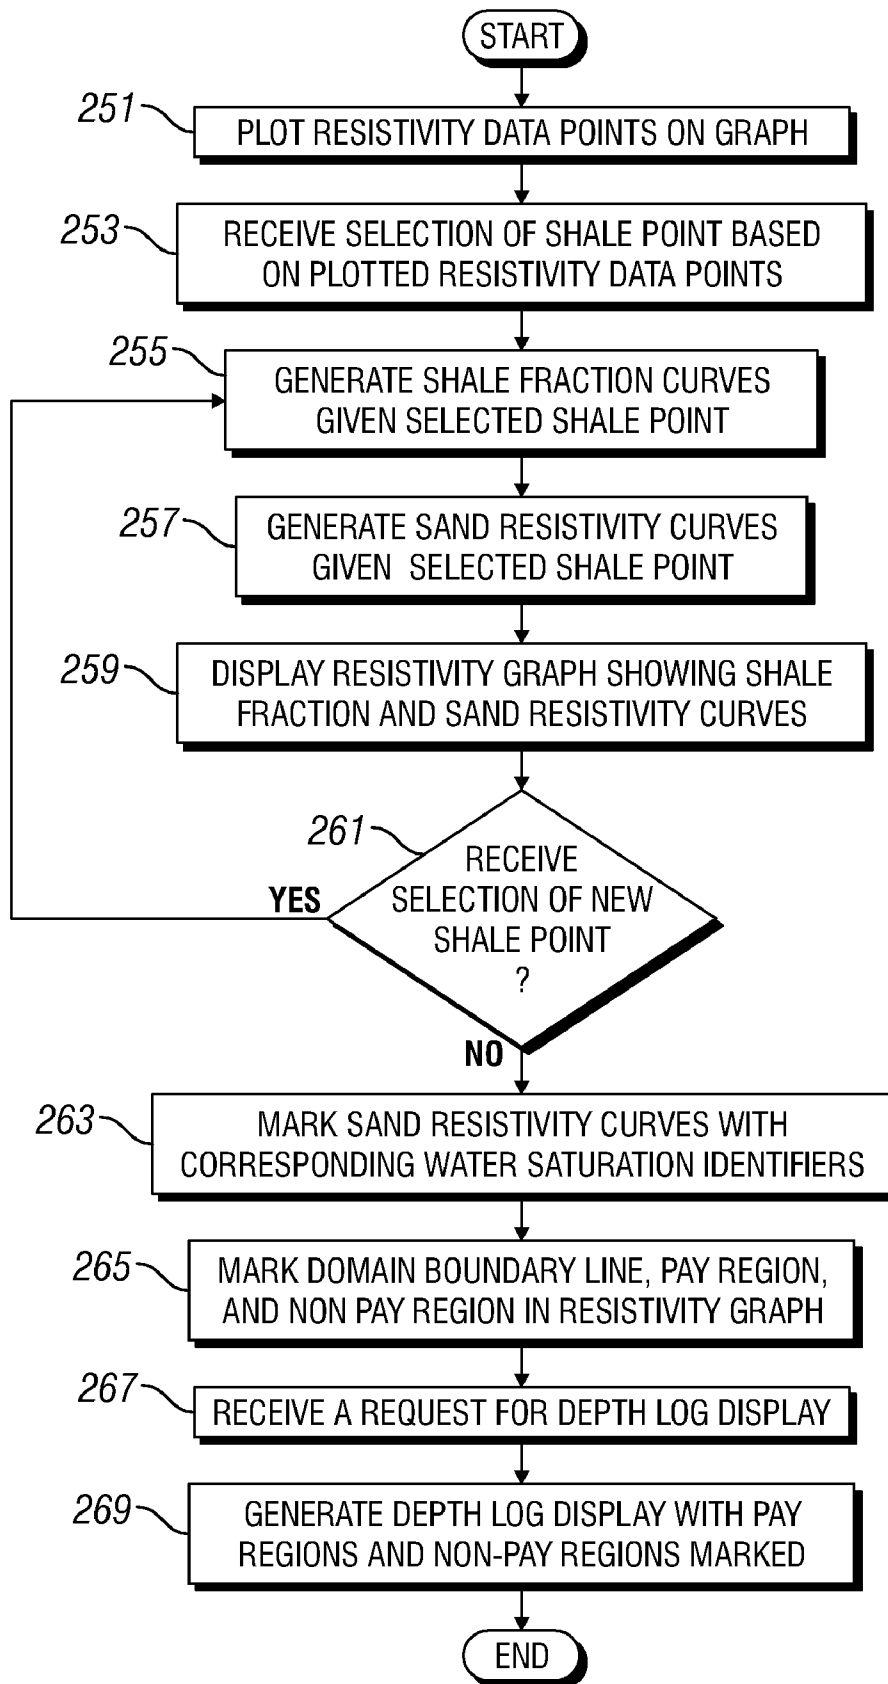 START
251
PLOT RESISTIVITY DATA POINTS ON GRAPH
253
RECEIVE SELECTION OF SHALE POINT BASED
ON PLOTTED RESISTIVITY DATA POINTS
255
GENERATE SHALE FRACTION CURVES
GIVEN SELECTED SHALE POINT
257
GENERATE SAND RESISTIVITY CURVES
GIVEN SELECTED SHALE POINT
259
DISPLAY RESISTIVITY GRAPH SHOWING SHALE
FRACTION AND SAND RESISTIVITY CURVES
261
RECEIVE
SELECTION OF NEW
SHALE POINT
?
YES
NO
263
MARK SAND RESISTIVITY CURVES WITH
CORRESPONDING WATER SATURATION IDENTIFIERS
265
MARK DOMAIN BOUNDARY LINE, PAY REGION,
AND NON PAY REGION IN RESISTIVITY GRAPH
267
RECEIVE A REQUEST FOR DEPTH LOG DISPLAY
269
GENERATE DEPTH LOG DISPLAY WITH PAY
REGIONS AND NON-PAY REGIONS MARKED
END